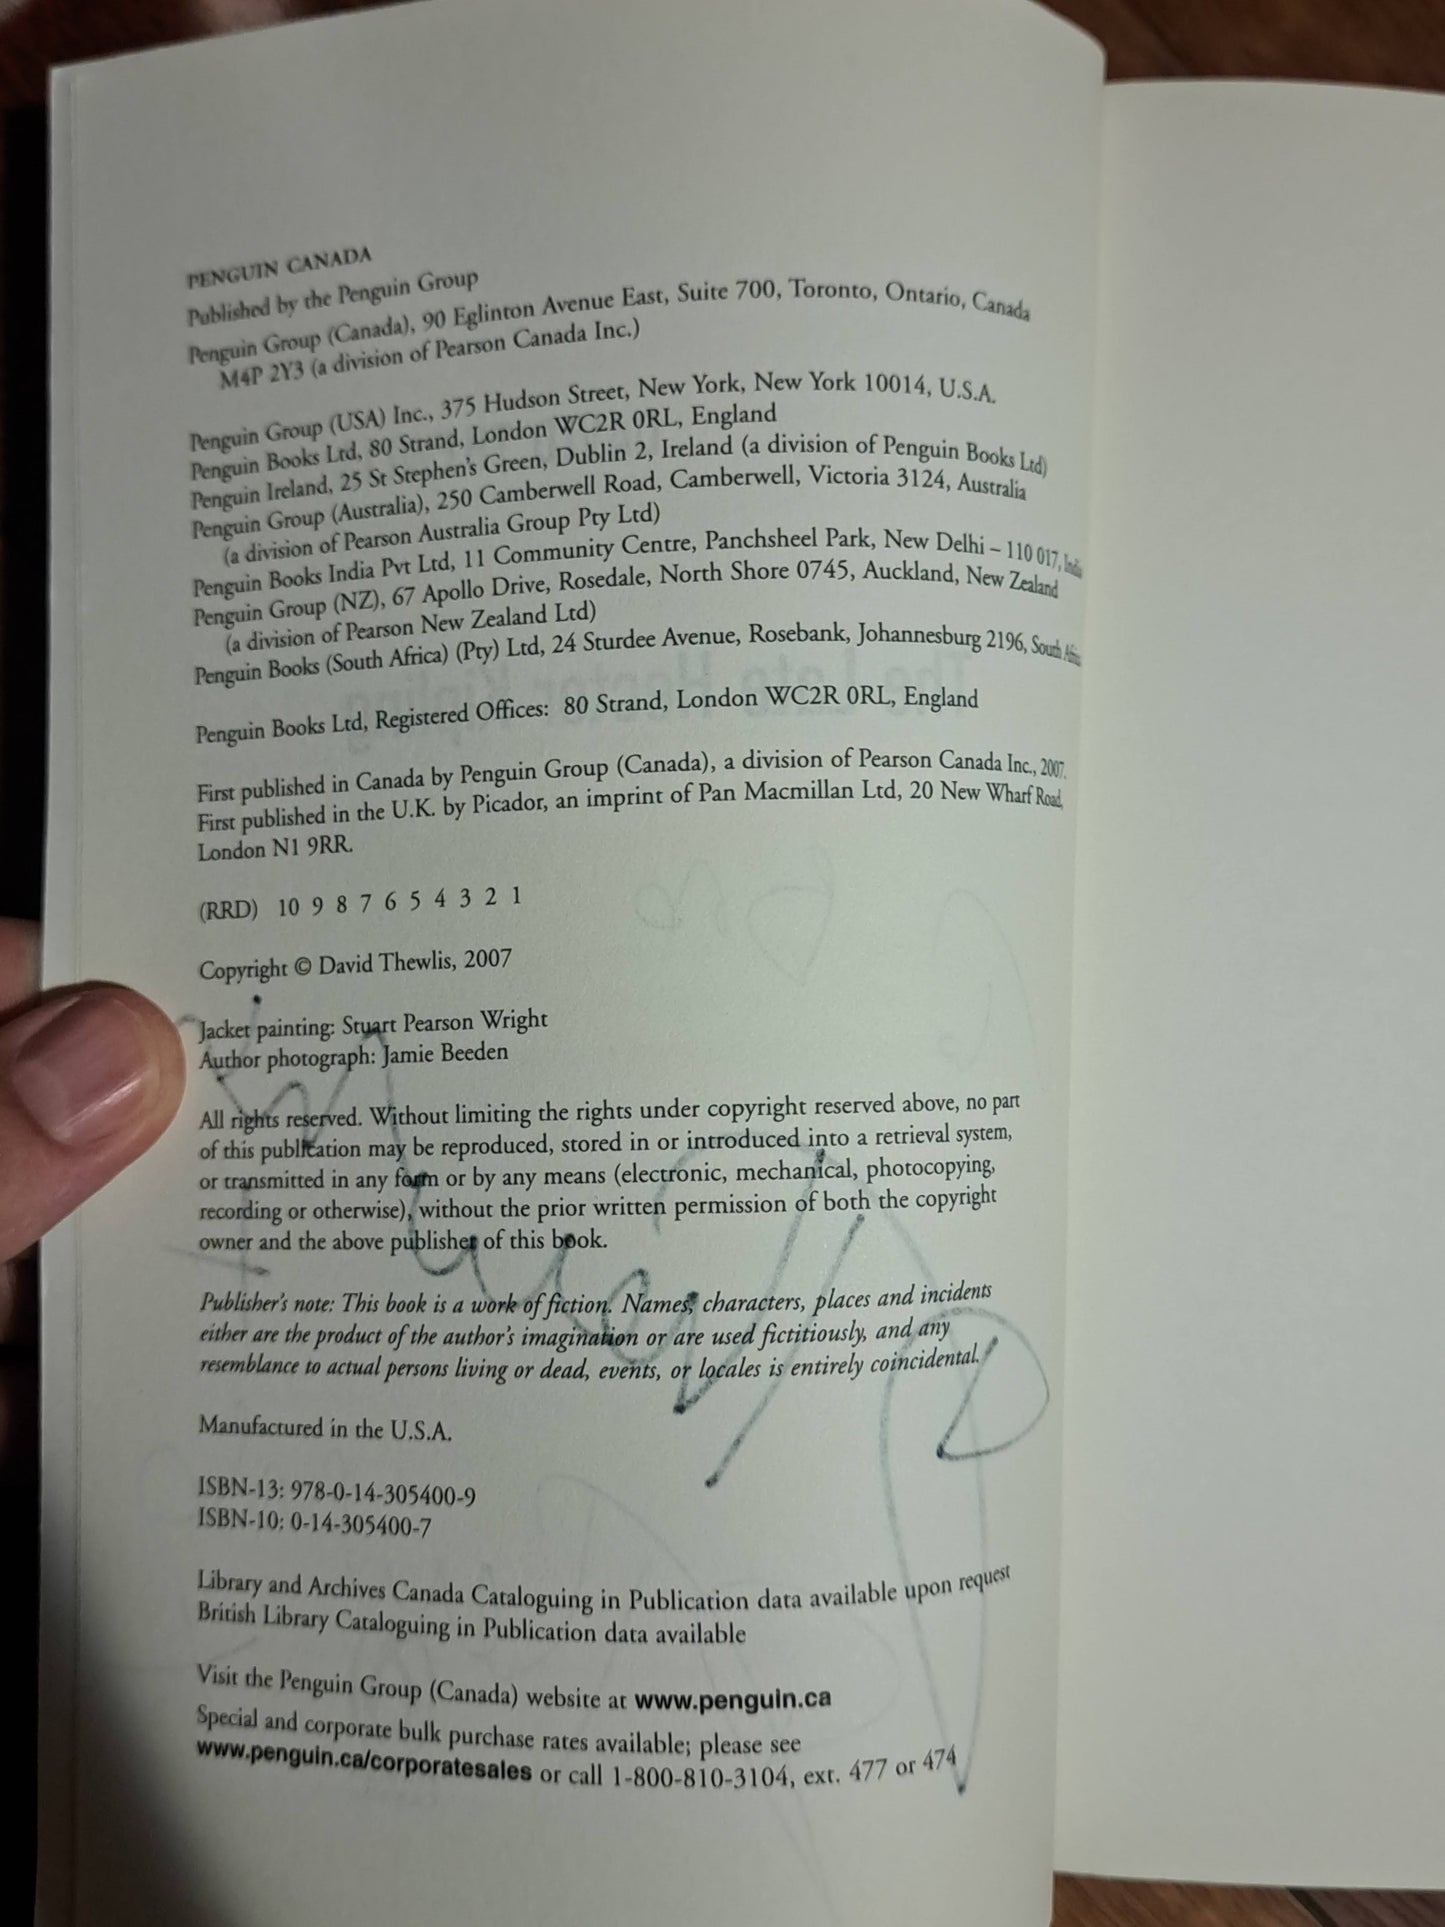 PENGUIN CANADA
Published by the Penguin Group
Penguin Group (Canada), 90 Eglinton Avenue East, Suite 700, Toronto, Ontario, Canada
M4P 2Y3 (a division of Pearson Canada Inc.)
Penguin Group (USA) Inc., 375 Hudson Street, New York, New York 10014, U.S.A.
Penguin Books Ltd, 80 Strand, London WC2R 0RL, England
Penguin Ireland, 25 St Stephen's Green, Dublin 2, Ireland (a division of Penguin Books Ltd)
Penguin Group (Australia), 250 Camberwell Road, Camberwell, Victoria 3124, Australia
(a division of Pearson Australia Group Pty Ltd)
Penguin Books India Pvt Ltd, 11 Community Centre, Panchsheel Park, New Delhi – 110 017, India
Penguin Group (NZ), 67 Apollo Drive, Rosedale, North Shore 0745, Auckland, New Zealand
(a division of Pearson New Zealand Ltd)
Penguin Books (South Africa) (Pty) Ltd, 24 Sturdee Avenue, Rosebank, Johannesburg 2196, South Africa
Penguin Books Ltd, Registered Offices: 80 Strand, London WC2R 0RL, England
First published in Canada by Penguin Group (Canada), a division of Pearson Canada Inc., 2007.
First published in the U.K. by Picador, an imprint of Pan Macmillan Ltd, 20 New Wharf Road,
London N1 9RR.
(RRD) 10 9 8 7 6 5 4 3 2 1
Copyright © David Thewlis, 2007
Jacket painting: Stuart Pearson Wright
Author photograph: Jamie Beeden
All rights reserved. Without limiting the rights under copyright reserved above, no part
of this publication may be reproduced, stored in or introduced into a retrieval system,
or transmitted in any form or by any means (electronic, mechanical, photocopying,
recording or otherwise), without the prior written permission of both the copyright
owner and the above publisher of this book.
Publisher's note: This book is a work of fiction. Names, characters, places and incidents
either are the product of the author's imagination or are used fictitiously, and any
resemblance to actual persons living or dead, events, or locales is entirely coincidental.
Manufactured in the U.S.A.
ISBN-13: 978-0-14-305400-9
ISBN-10: 0-14-305400-7
Library and Archives Canada Cataloguing in Publication data available upon request
British Library Cataloguing in Publication data available
Visit the Penguin Group (Canada) website at www.penguin.ca
Special and corporate bulk purchase rates available; please see
www.penguin.ca/corporatesales or call 1-800-810-3104, ext. 477 or 474